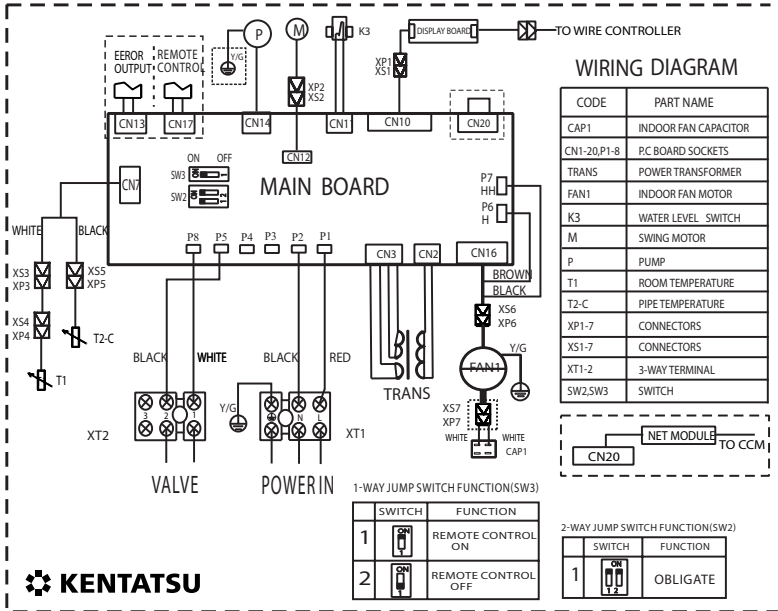 P
M
K3
DISPLAY BOARD
TO WIRE CONTROLLER
EEROR OUTPUT
REMOTE CONTROL
Y/G
XP2
XS2
XP1
XS1
CN13
CN17
CN14
CN11
CN10
CN20
CN12
ON OFF
SW3
ON
1
SW2
ON
1 2
MAIN BOARD
CN7
P7
HH
P6
H
P8
P5
P4
P3
P2
P1
CN3
CN2
CN16
WHITE
BLACK
BROWN
BLACK
XS3
XP3
XS5
XP5
XS4
XP4
T2-C
T1
XS6
XP6
Y/G
FAN1
BLACK
WHITE
BLACK
RED
TRANS
Y/G
3 2 1
N L
XT2
XT1
XS7
XP7
WHITE
WHITE
CAP1
VALVE
POWER IN
WIRING DIAGRAM
CODE PART NAME
CAP1 INDOOR FAN CAPACITOR
CN1-20,P1-8 P.C BOARD SOCKETS
TRANS POWER TRANSFORMER
FAN1 INDOOR FAN MOTOR
K3 WATER LEVEL SWITCH
M SWING MOTOR
P PUMP
T1 ROOM TEMPERATURE
T2-C PIPE TEMPERATURE
XP1-7 CONNECTORS
XS1-7 CONNECTORS
XT1-2 3-WAY TERMINAL
SW2,SW3 SWITCH
NET MODULE
TO CCM
CN20
1-WAY JUMP SWITCH FUNCTION(SW3)
SWITCH FUNCTION
1 ON 1 REMOTE CONTROL
ON
2 ON 1 REMOTE CONTROL
OFF
2-WAY JUMP SWITCH FUNCTION(SW2)
SWITCH FUNCTION
1 ON 1 2 OBLIGATE
KENTATSU